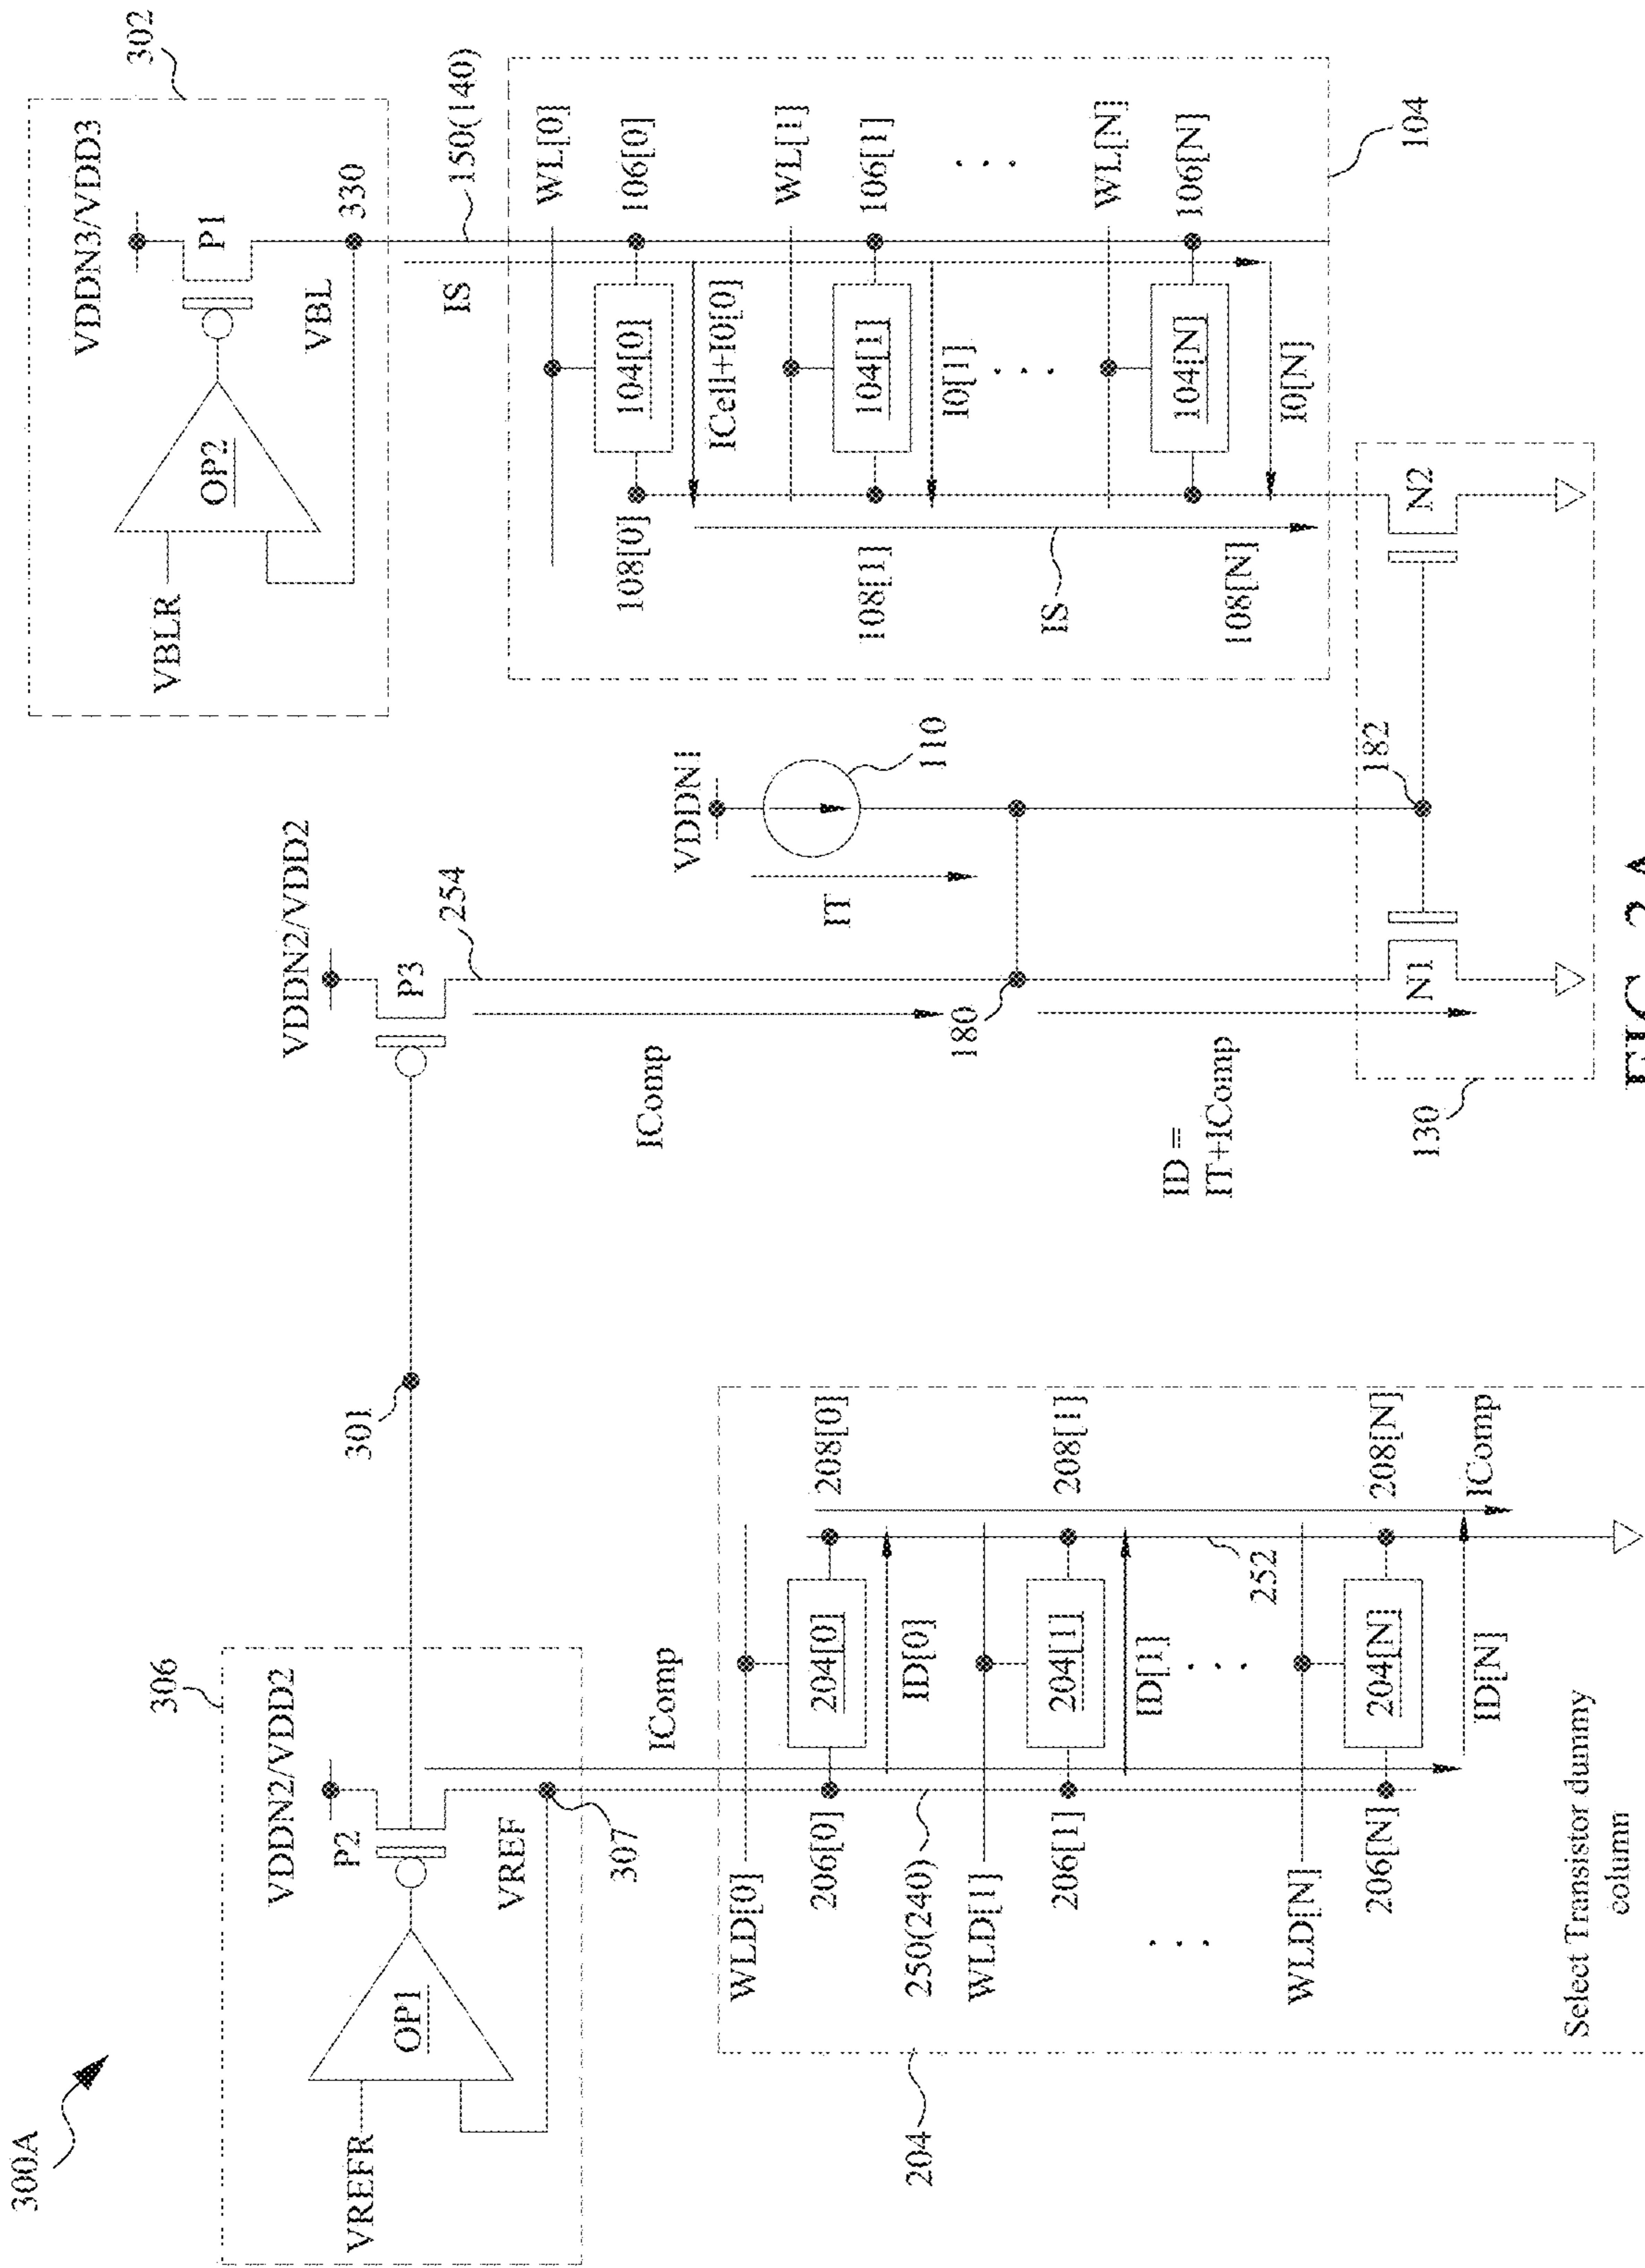 300A
306
VDDN2/VDD2
P2
OP1
VREFR
VREF
307
301
VDDN2/VDD2
P3
254
302
VDDN3/VDD3
P1
OP2
VBLR
VBL
330
150(140)
IS
IComp
204
WLD[0]
206[0]
204[0]
208[0]
ID[0]
250(240)
WLD[1]
206[1]
204[1]
208[1]
ID[1]
252
. . .
. . .
WLD[N]
206[N]
204[N]
208[N]
ID[N]
IComp
Select Transistor dummy
column
IComp
VDDN1
110
IT
180
ID =
IT+IComp
130
N1
182
N2
WL[0]
106[0]
104[0]
108[0]
ICell+I0[0]
WL[1]
106[1]
104[1]
108[1]
I0[1]
. . .
. . .
IS
WL[N]
106[N]
104[N]
108[N]
I0[N]
104